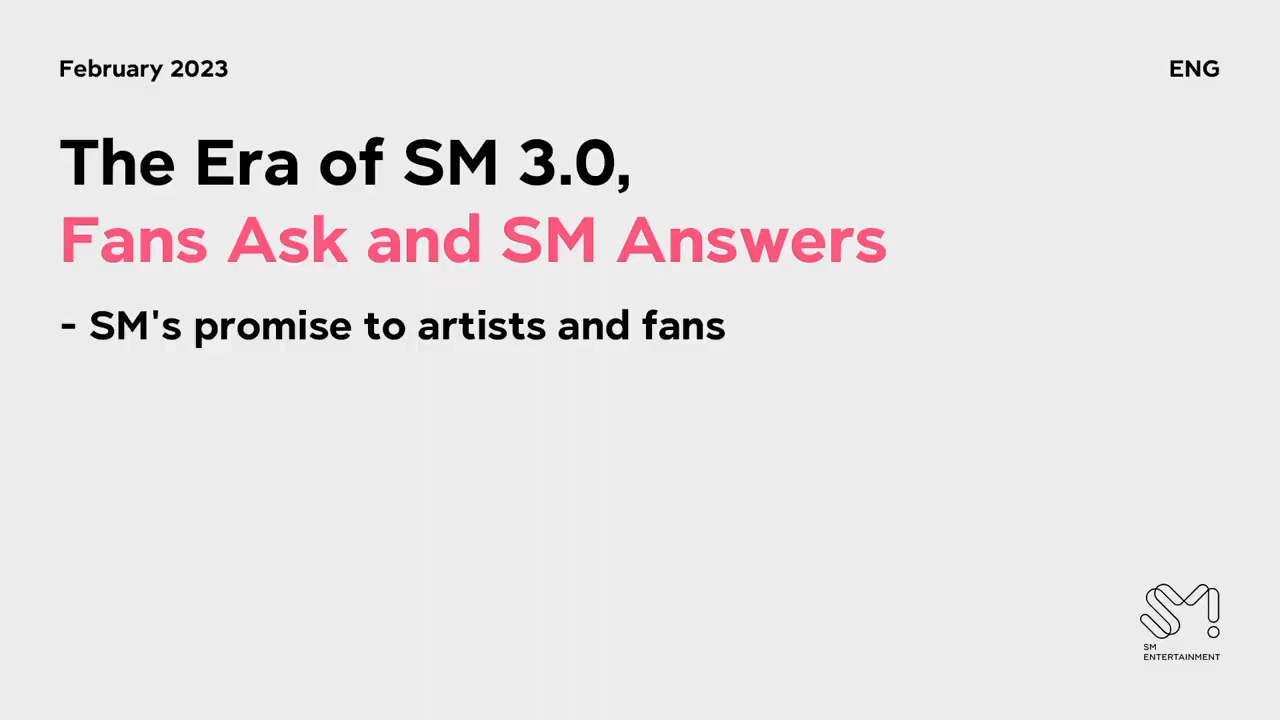 February 2023
ENG
The Era of SM 3.0,
Fans Ask and SM Answers
- SM's promise to artists and fans
SM
ENTERTAINMENT